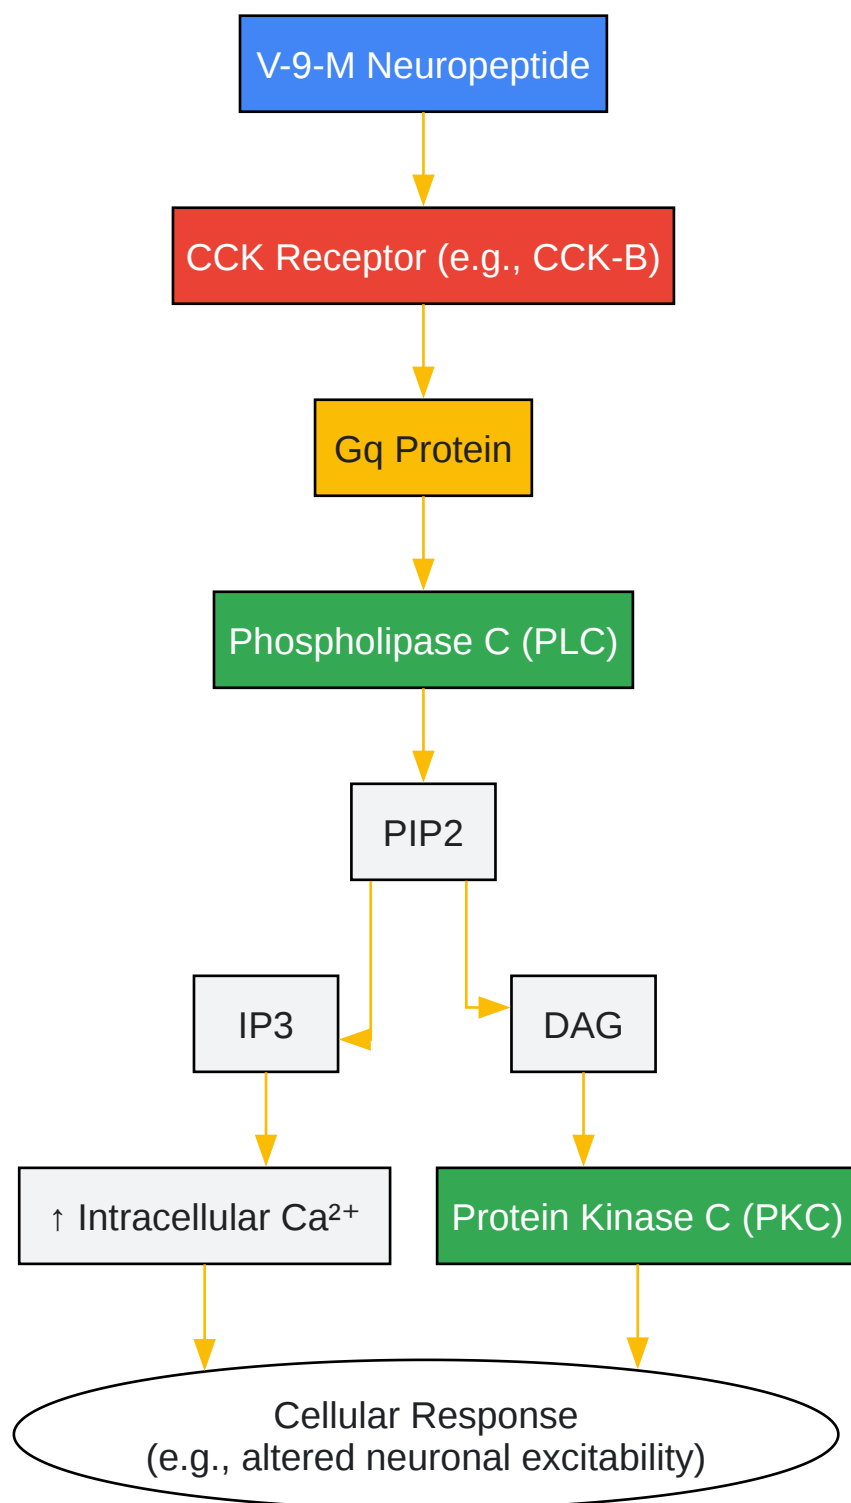 V-9-M Neuropeptide
CCK Receptor (e.g., CCK-B)
Gq Protein
Phospholipase C (PLC)
PIP2
IP3
DAG
↑ Intracellular Ca²⁺
Protein Kinase C (PKC)
Cellular Response
(e.g., altered neuronal excitability)